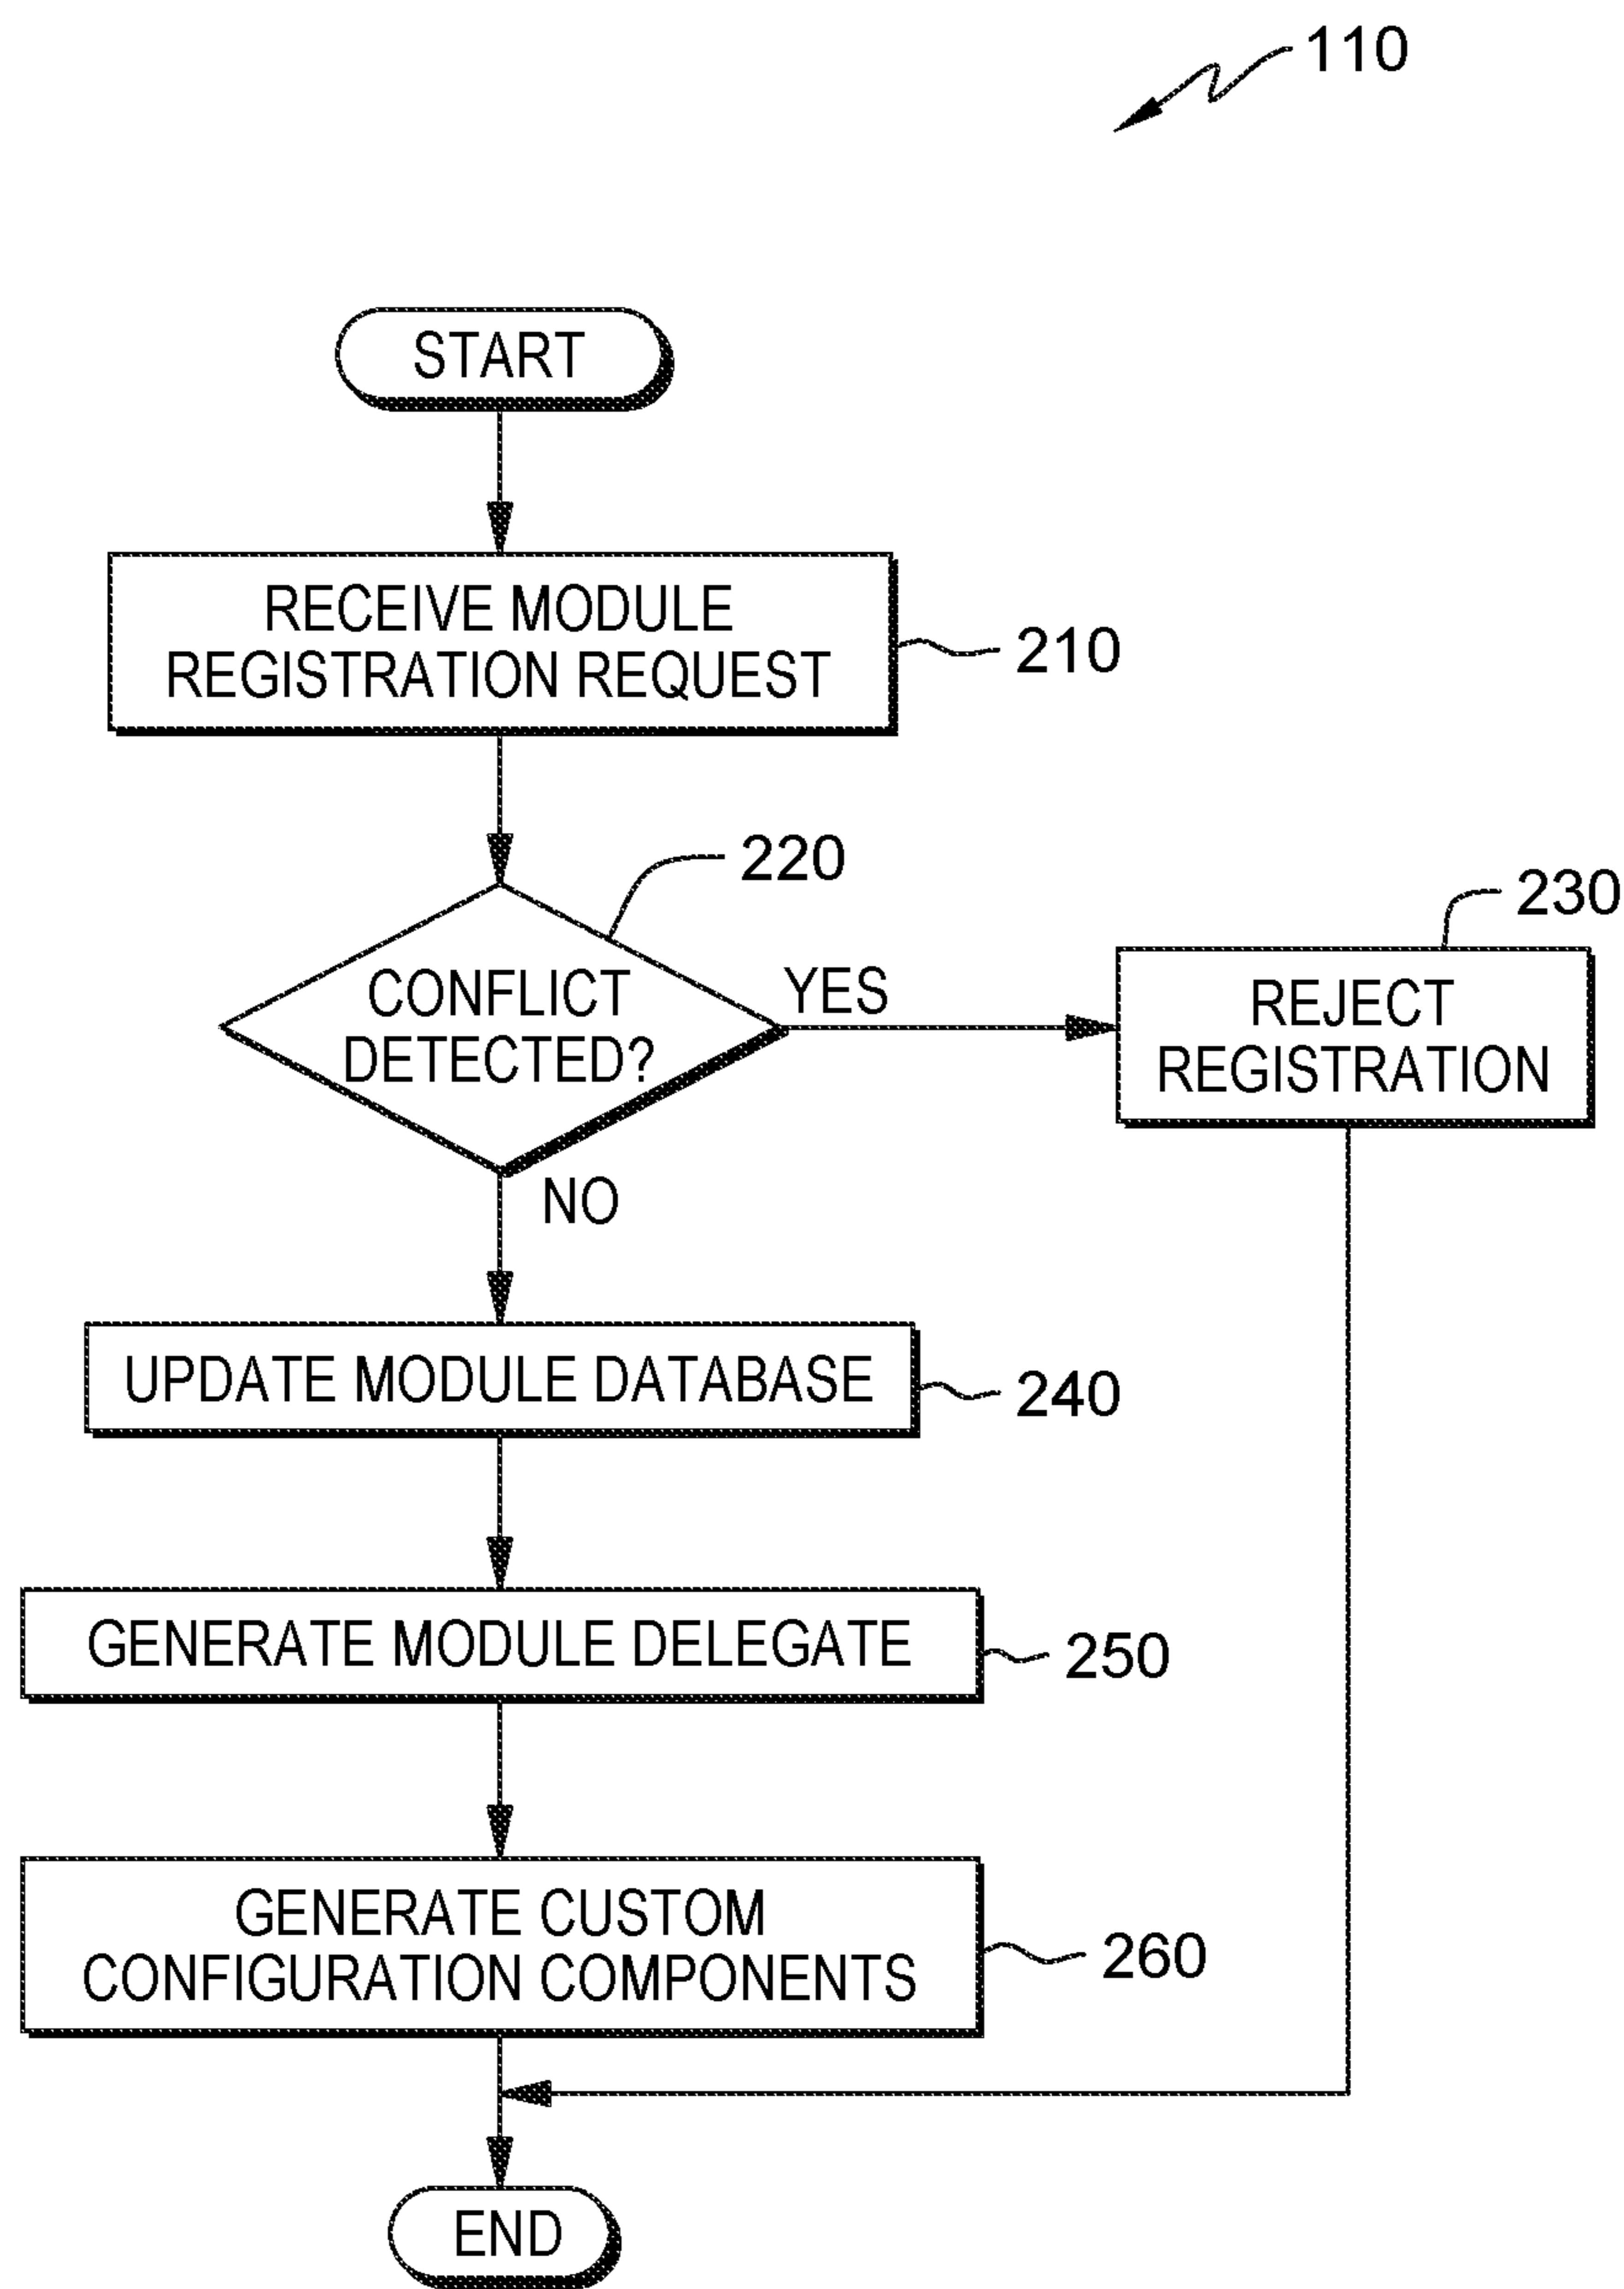 110
START
RECEIVE MODULE
REGISTRATION REQUEST
210
220
CONFLICT
DETECTED?
YES
230
REJECT
REGISTRATION
NO
UPDATE MODULE DATABASE
240
GENERATE MODULE DELEGATE
250
GENERATE CUSTOM
CONFIGURATION COMPONENTS
260
END